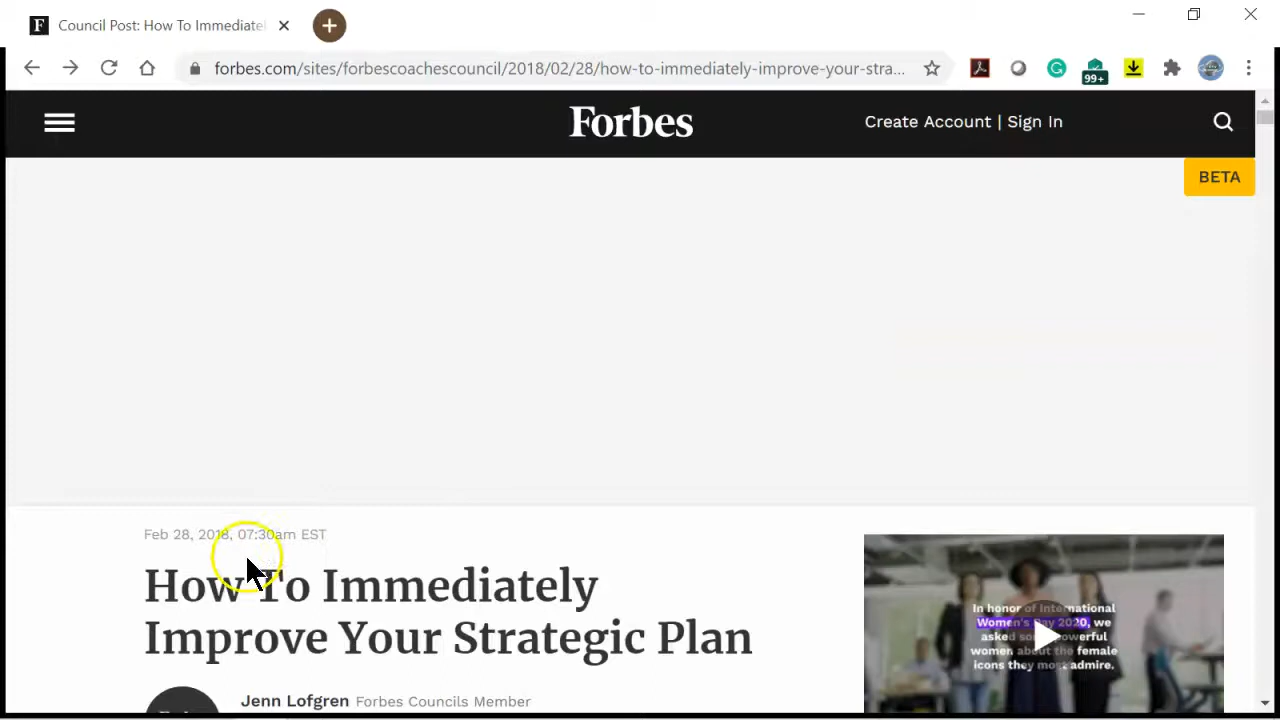 Council Post: How To Immediatel
forbes.com/sites/forbescoachescouncil/2018/02/28/how-to-immediately-improve-your-stra...
99+
Forbes
Create Account | Sign In
BETA
Feb 28, 2018, 07:30am EST
How To Immediately
Improve Your Strategic Plan
Jenn Lofgren Forbes Councils Member
In honor of International
Women's Day 2020, we
asked some powerful
women about the female
icons they most admire.